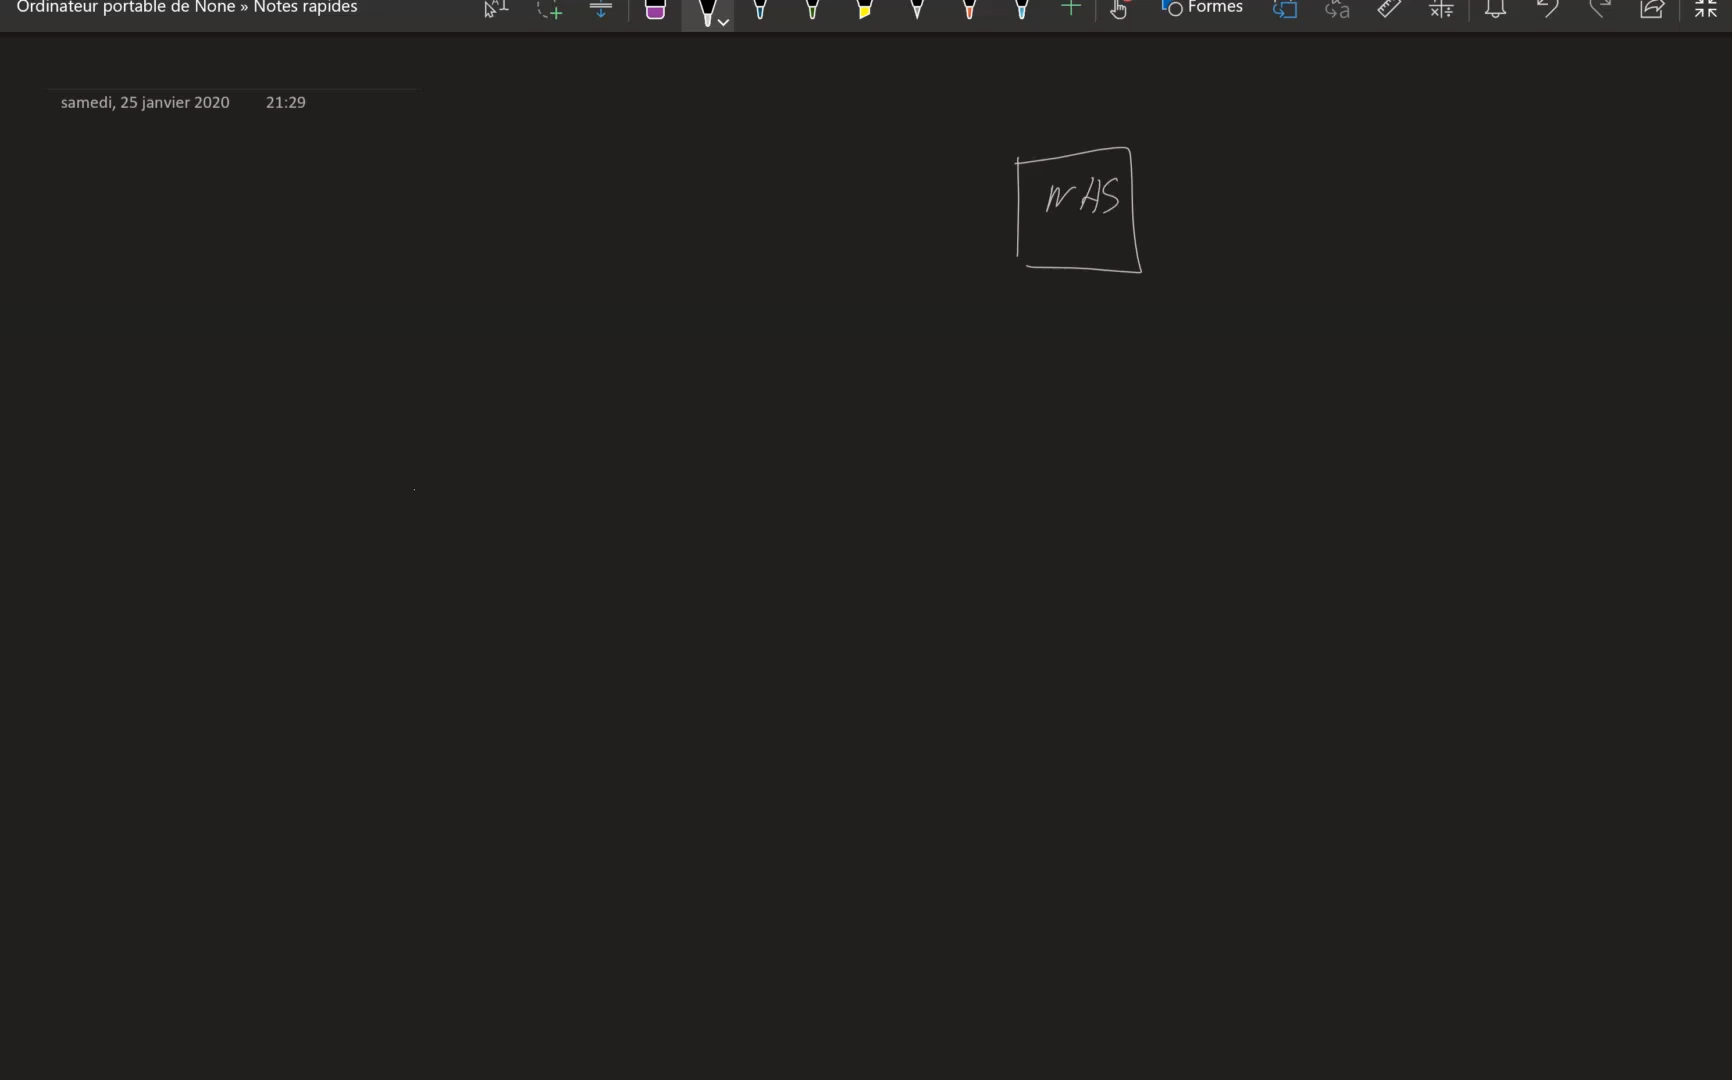 Ordinateur portable de None » Notes rapides
Formes
samedi, 25 janvier 2020 21:29
NAS